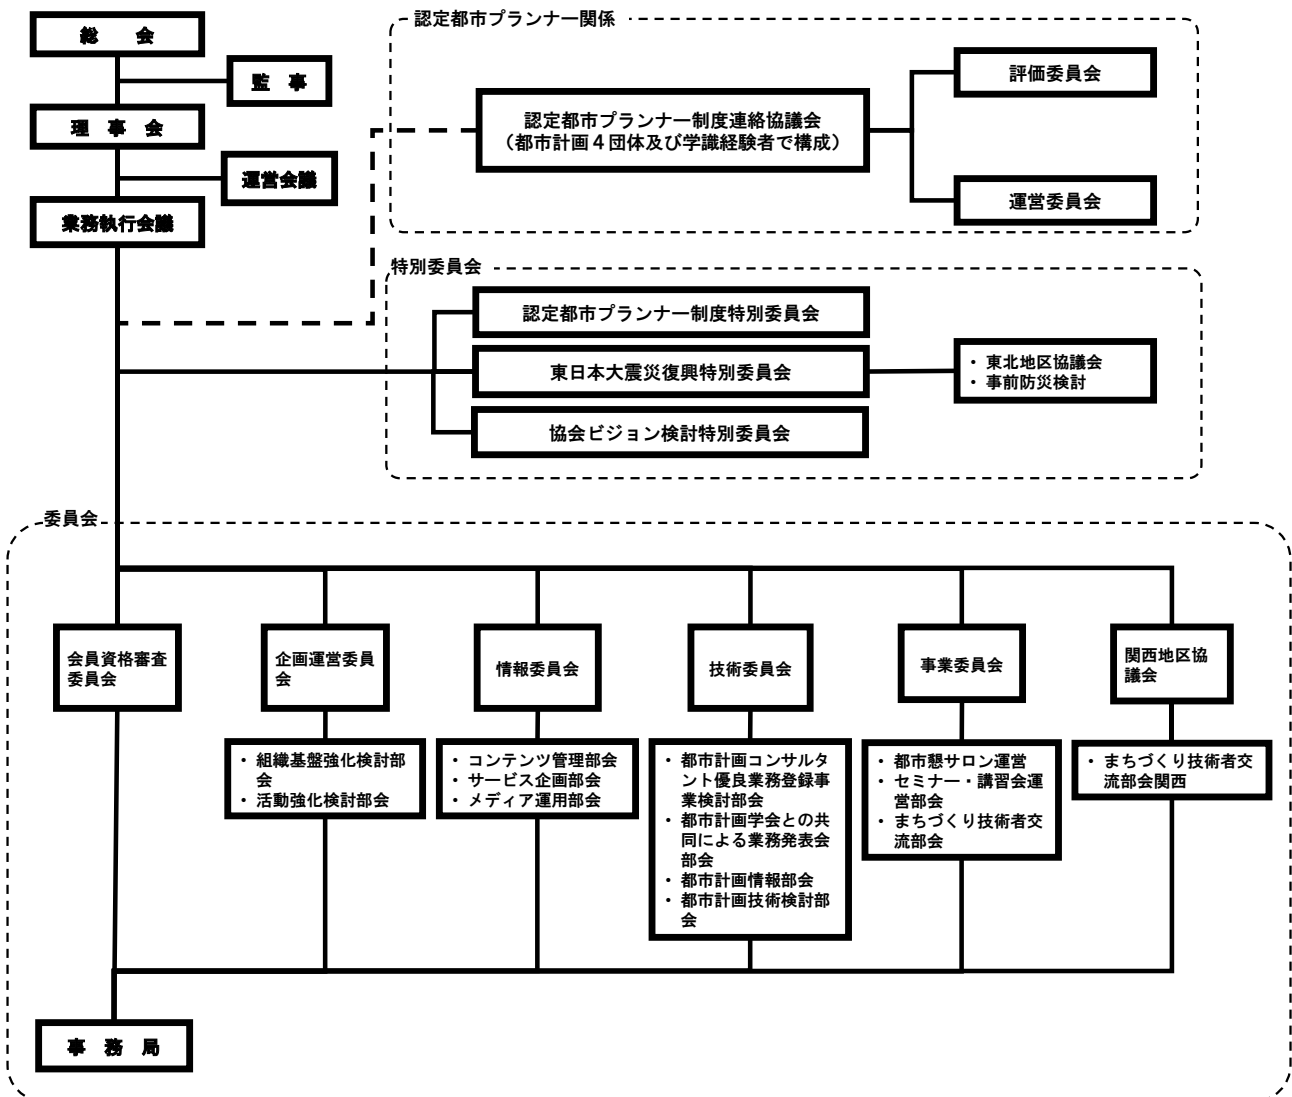 総　会
監　事
理　事　会
運営会議
業務執行会議
認定都市プランナー関係
認定都市プランナー制度連絡協議会
（都市計画４団体及び学識経験者で構成）
評価委員会
運営委員会
特別委員会
認定都市プランナー制度特別委員会
東日本大震災復興特別委員会
・ 東北地区協議会
・ 事前防災検討
協会ビジョン検討特別委員会
委員会
会員資格審査
委員会
企画運営委員
会
情報委員会
技術委員会
事業委員会
関西地区協
議会
・ 組織基盤強化検討部
会
・ 活動強化検討部会
・ コンテンツ管理部会
・ サービス企画部会
・ メディア運用部会
・ 都市計画コンサルタ
ント優良業務登録事
業検討部会
・ 都市計画学会との共
同による業務発表会
部会
・ 都市計画情報部会
・ 都市計画技術検討部
会
・ 都市懇サロン運営
・ セミナー・講習会運
営部会
・ まちづくり技術者交
流部会
・ まちづくり技術者交
流部会関西
事　務　局